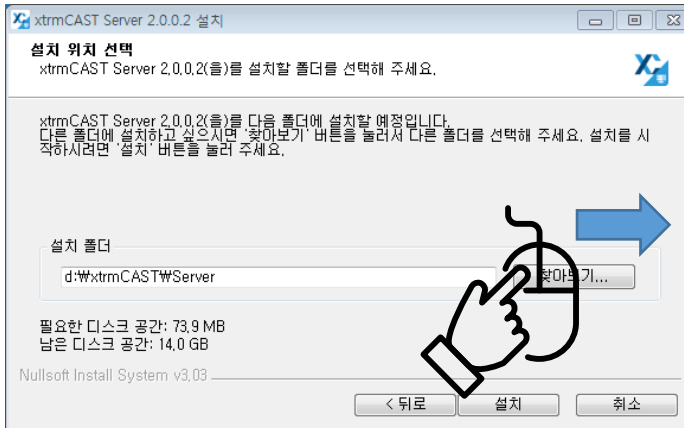 xtrmCAST Server 2.0.0.2 설치
설치 위치 선택
xtrmCAST Server 2.0.0.2(을)를 설치할 폴더를 선택해 주세요.
xtrmCAST Server 2.0.0.2(을)를 다음 폴더에 설치할 예정입니다.
다른 폴더에 설치하고 싶으시면 '찾아보기' 버튼을 눌러서 다른 폴더를 선택해 주세요. 설치를 시
작하시려면 '설치' 버튼을 눌러 주세요.
설치 폴더
d:₩xtrmCAST₩Server
찾아보기...
필요한 디스크 공간: 73.9 MB
남은 디스크 공간: 14.0 GB
Nullsoft Install System v3.03
< 뒤로
설치
취소